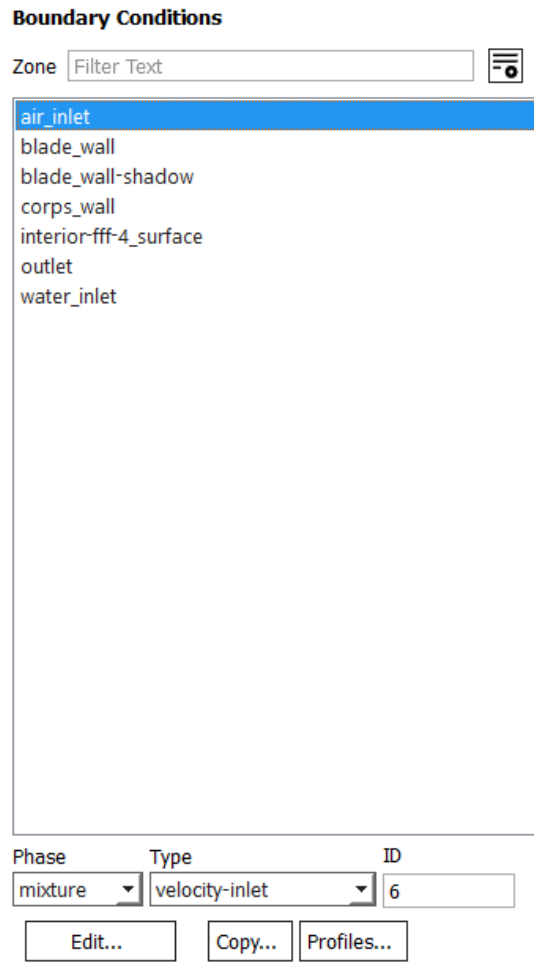 Boundary Conditions
Zone Filter Text
air_inlet
blade_wall
blade_wall-shadow
corps_wall
interior-fff-4_surface
outlet
water_inlet
Phase Type ID
mixture velocity-inlet 6
Edit... Copy... Profiles...